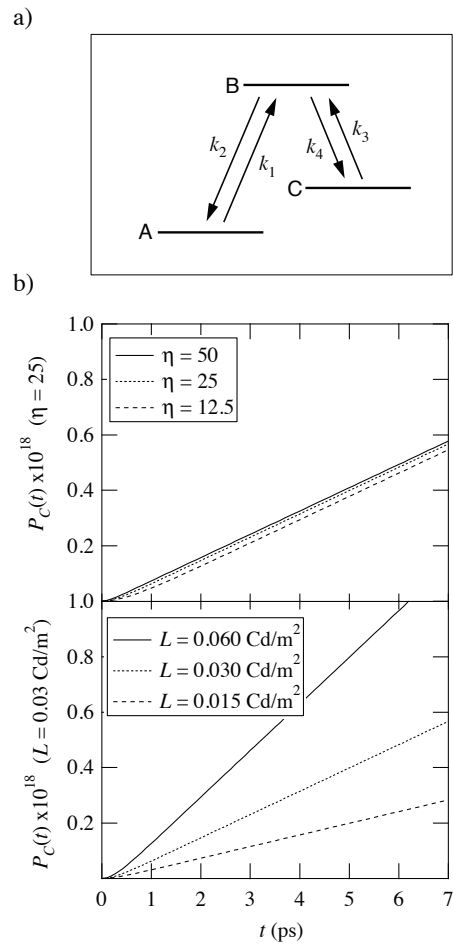 a)
B
k2
k1
k4
k3
C
A
b)
PC(t) x10^18 (η = 25)
1.0
0.8
0.6
0.4
0.2
η = 50
η = 25
η = 12.5
PC(t) x10^18 (L = 0.03 Cd/m^2)
1.0
0.8
0.6
0.4
0.2
L = 0.060 Cd/m^2
L = 0.030 Cd/m^2
L = 0.015 Cd/m^2
0 1 2 3 4 5 6 7
t (ps)